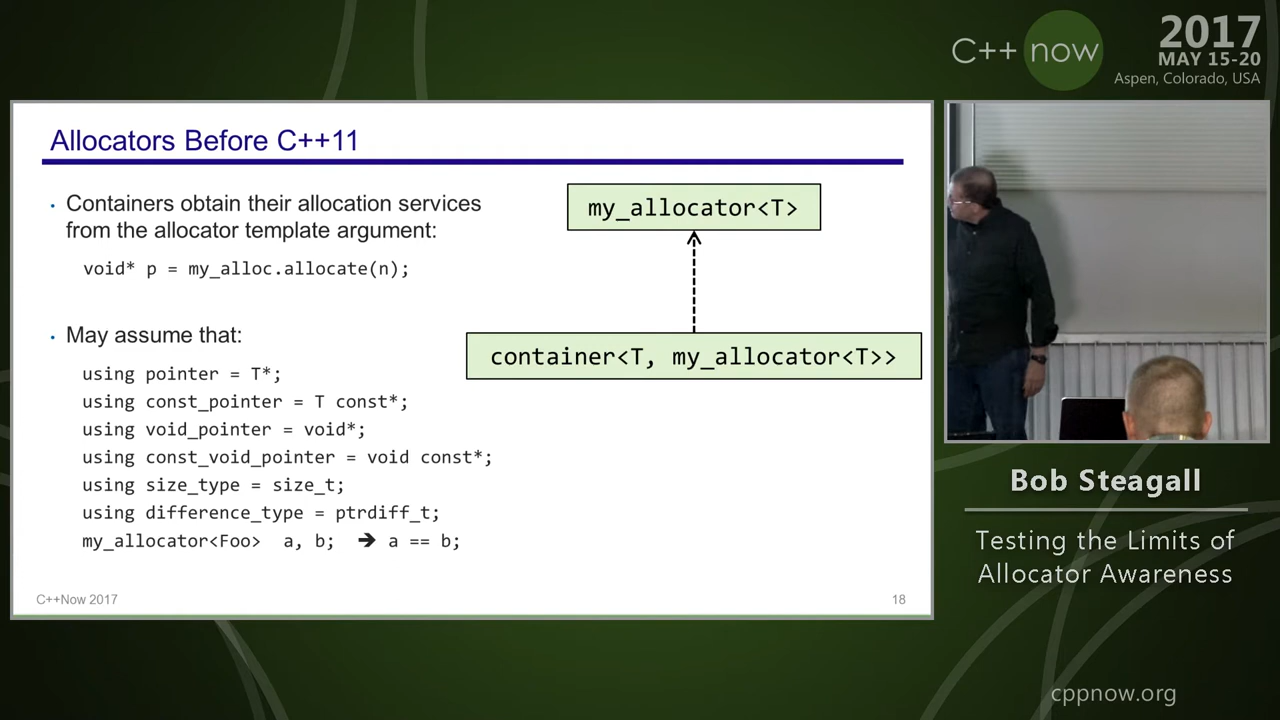 C++ now
2017
MAY 15-20
Aspen, Colorado, USA
Allocators Before C++11
• Containers obtain their allocation services
from the allocator template argument:
void* p = my_alloc.allocate(n);
• May assume that:
using pointer = T*;
using const_pointer = T const*;
using void_pointer = void*;
using const_void_pointer = void const*;
using size_type = size_t;
using difference_type = ptrdiff_t;
my_allocator<Foo> a, b; ➔ a == b;
my_allocator<T>
container<T, my_allocator<T>>
C++Now 2017
18
Bob Steagall
Testing the Limits of
Allocator Awareness
cppnow.org